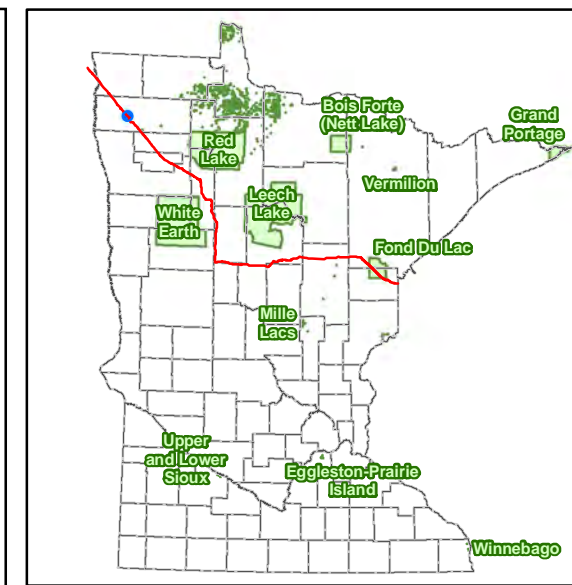 Bois Forte
(Nett Lake)
Grand
Portage
Red
Lake
Vermilion
Leech
Lake
White
Earth
Fond Du Lac
Mille
Lacs
Upper
and Lower
Sioux
Eggleston-Prairie
Island
Winnebago